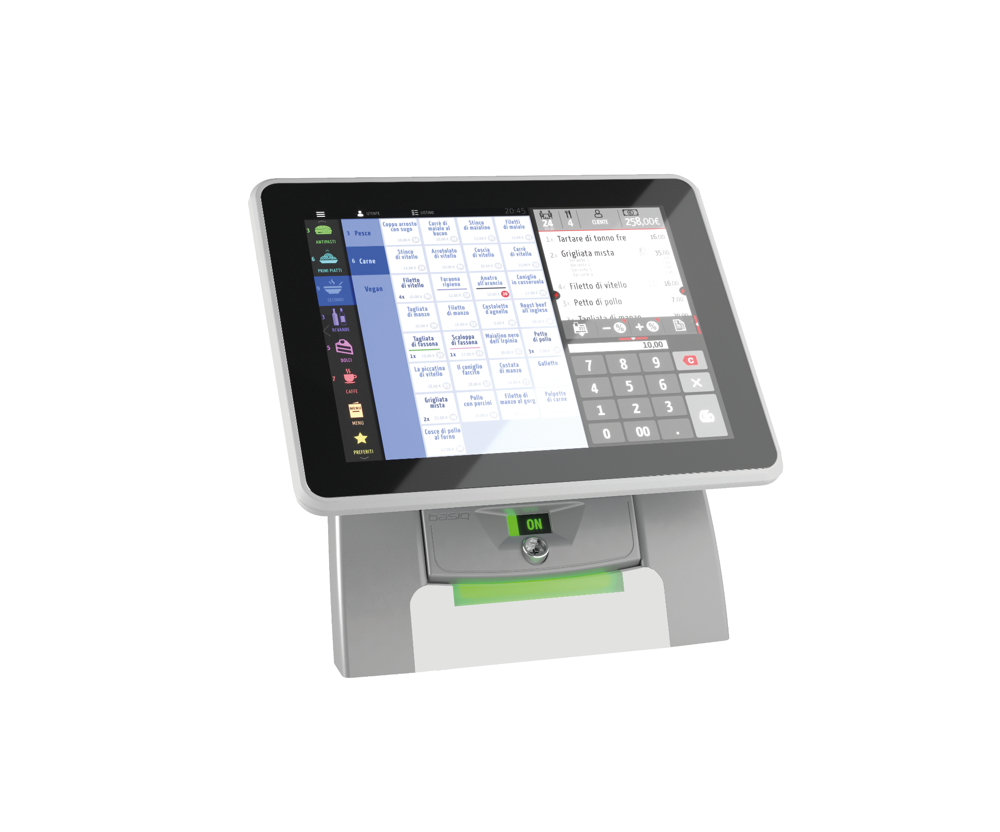 UTENTE
LISTINO
20:45
3
ANTIPASTI
6
PRIMI PIATTI
9
SECONDI
3
BEVANDE
5
DOLCI
7
CAFFE
MENU
MENU
PREFERITI
3 Pesce
6 Carne
Vegan
Coppa arrosto
con sugo
10,00 €
Carrè di
maiale al
bacon
10,00 €
Stinco
di maialino
15,00 €
Filetti
di maiale
12,00 €
Stinco
di vitello
14,00 €
Arrotolato
di vitello
10,00 €
Coscia
di vitello
20,00 €
Carrè
di vitello
15,00 €
Filetto
di vitello
4x 16,00 €
Faraona
ripiena
12,00 €
Anatra
all'arancia
10,00 € 20
Coniglio
in casseruola
17,00 €
Tagliata
di manzo
20,00 €
Filetto
di manzo
16,00 €
Costolette
d'agnello
5,00 €
Roast beef
all'inglese
10,00 €
Tagliata
di fassona
1x 19,00 €
Scaloppa
di fassona
1x 17,00 €
Maialino nero
dell'Irpinia
30,00 €
Petto
di pollo
3x 7,00 €
La piccatina
di vitello
18,00 €
Il coniglio
farcito
18,00 €
Costata
di manzo
14,00 €
Galletto
Grigliata
mista
2x 35,00 €
Pollo
con porcini
10,00 €
Filetto di
manzo al gorg
Polpette
di carne
Cosce di pollo
al forno
12,00 €
24
20:30
4
CLIENTE
258,00€
1x Tartare di tonno fre 16,00
2x Grigliata mista 35,00
Variante 1
Variante 2
Variante 3
Variante 4
4x Filetto di vitello 16,00
3x Petto di pollo 7,00
Tagliata di manzo 20,00
- % + %
10,00
7 8 9 C
4 5 6 ×
1 2 3
0 00 .
basiq
ON